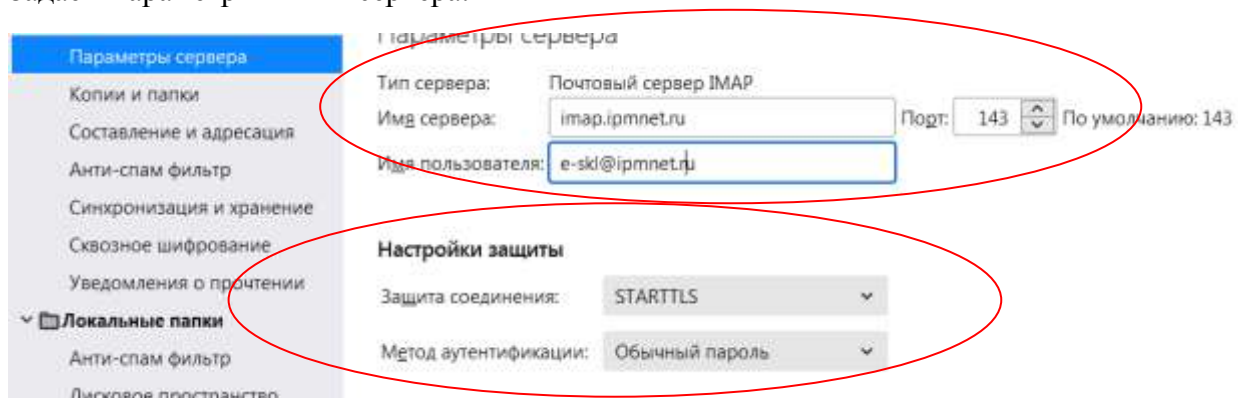 Параметры сервера
Параметры сервера
Тип сервера: Почтовый сервер IMAP
Имя сервера: imap.ipmnet.ru Порт: 143 По умолчанию: 143
Имя пользователя: e-skl@ipmnet.ru
Копии и папки
Составление и адресация
Анти-спам фильтр
Синхронизация и хранение
Сквозное шифрование
Уведомления о прочтении
Локальные папки
Анти-спам фильтр
Дисковое пространство
Настройки защиты
Защита соединения: STARTTLS
Метод аутентификации: Обычный пароль